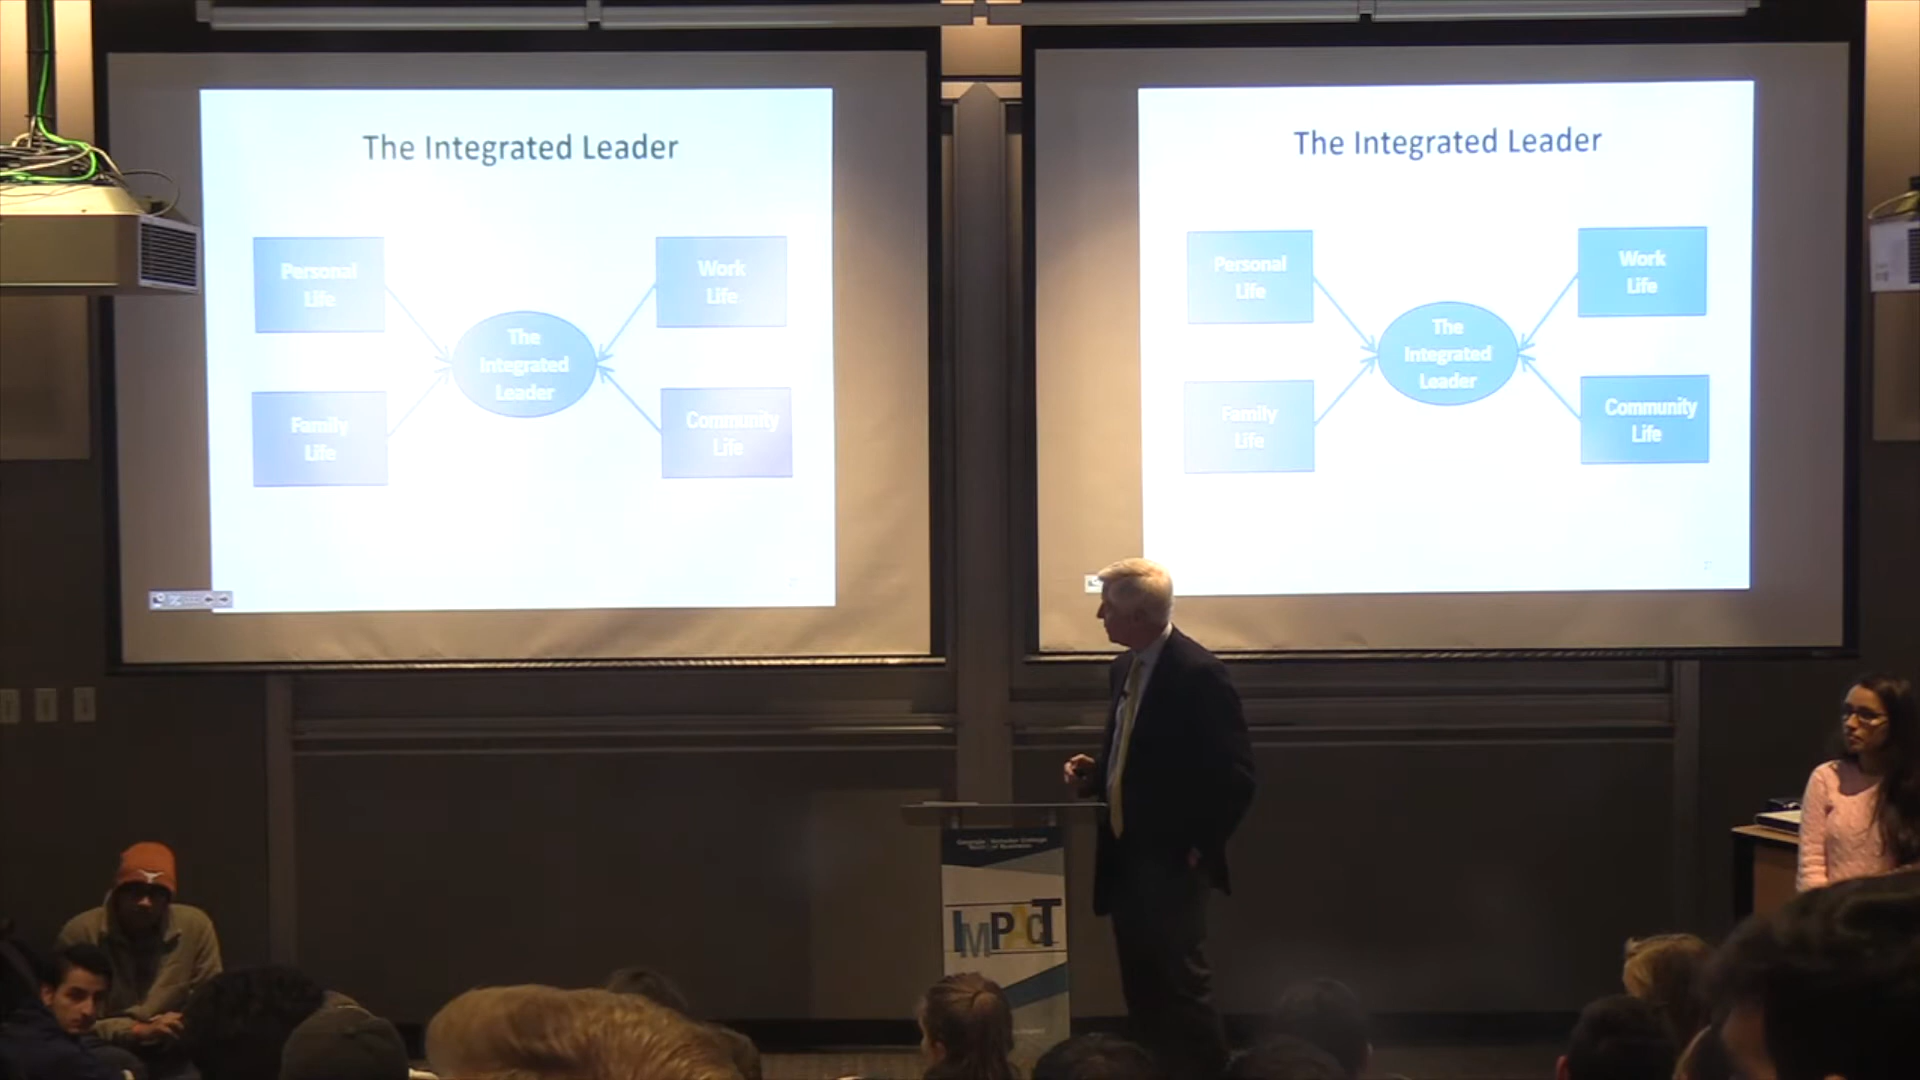 The Integrated Leader
Personal
Life
Work
Life
The
Integrated
Leader
Family
Life
Community
Life
The Integrated Leader
Personal
Life
Work
Life
The
Integrated
Leader
Family
Life
Community
Life
IMPACT